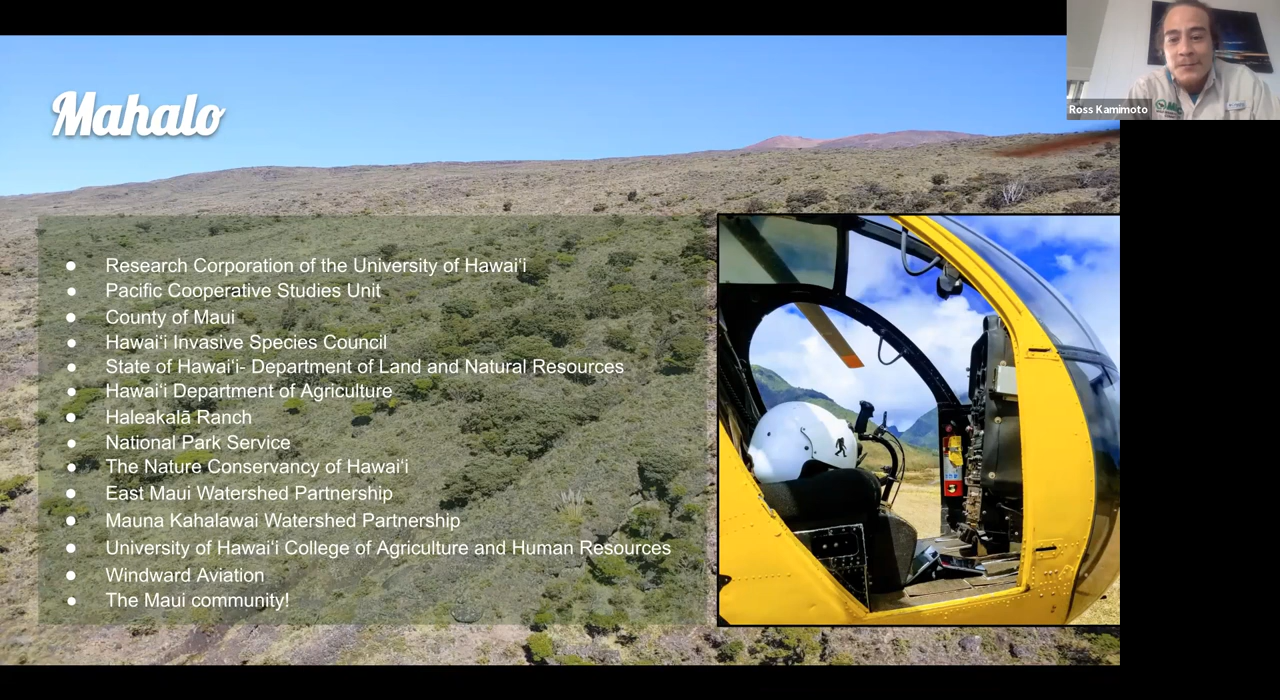 Mahalo
Ross Kamimoto
● Research Corporation of the University of Hawaiʻi
● Pacific Cooperative Studies Unit
● County of Maui
● Hawaiʻi Invasive Species Council
● State of Hawaiʻi- Department of Land and Natural Resources
● Hawaiʻi Department of Agriculture
● Haleakalā Ranch
● National Park Service
● The Nature Conservancy of Hawaiʻi
● East Maui Watershed Partnership
● Mauna Kahalawai Watershed Partnership
● University of Hawaiʻi College of Agriculture and Human Resources
● Windward Aviation
● The Maui community!